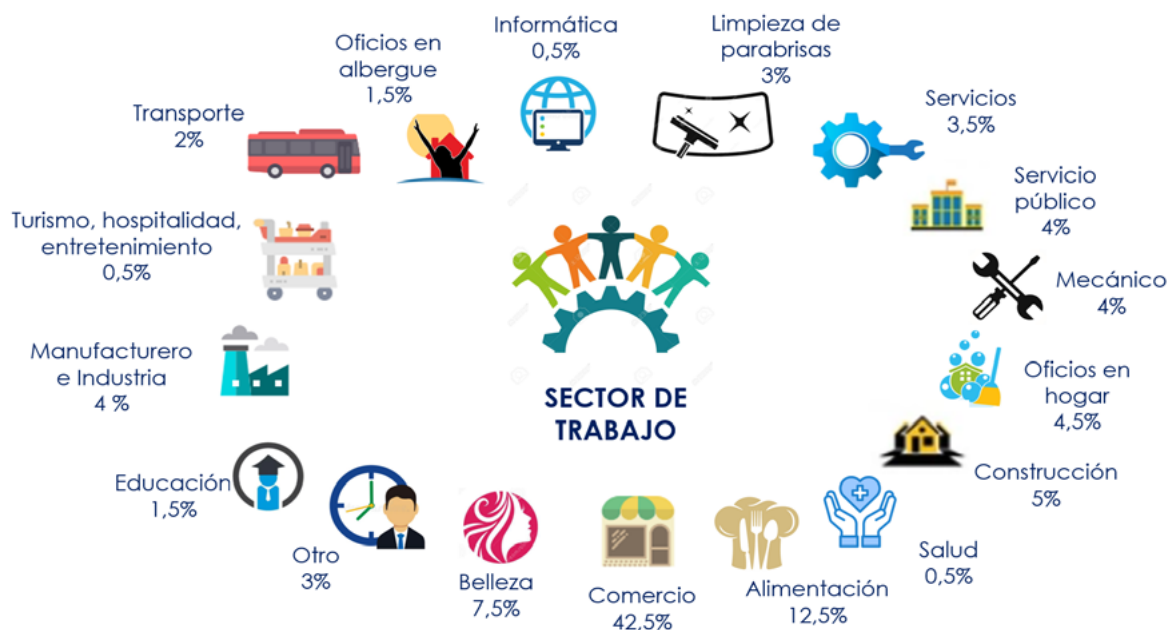 Informática
0,5%
Limpieza de
parabrisas
3%
Servicios
3,5%
Servicio
público
4%
Mecánico
4%
Oficios en
hogar
4,5%
Construcción
5%
Salud
0,5%
Alimentación
12,5%
Comercio
42,5%
Belleza
7,5%
Otro
3%
Educación
1,5%
Manufacturero
e Industria
4 %
Turismo, hospitalidad,
entretenimiento
0,5%
Transporte
2%
Oficios en
albergue
1,5%
SECTOR DE
TRABAJO